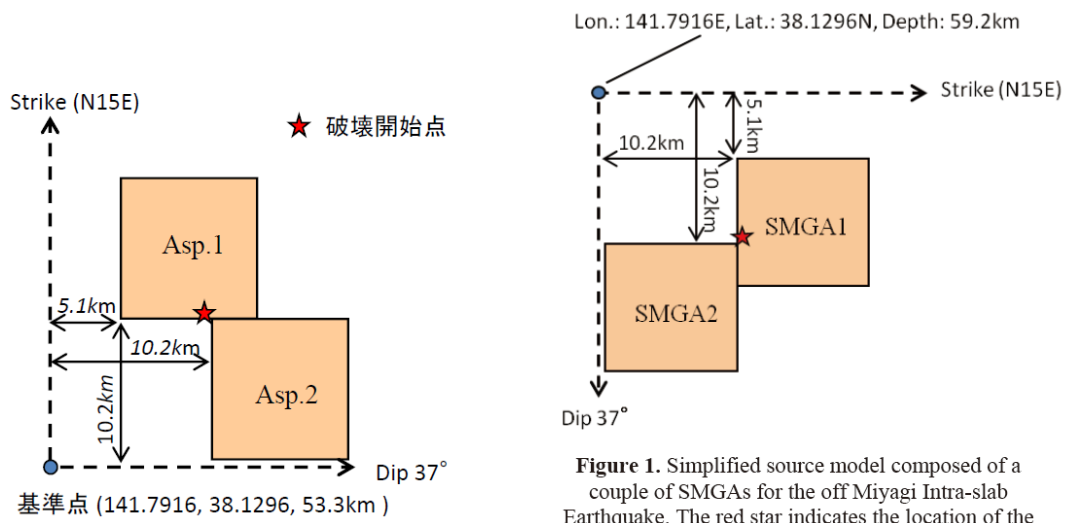 Strike (N15E)
破壊開始点
Asp.1
5.1km
10.2km
10.2km
Asp.2
Dip 37°
基準点 (141.7916, 38.1296, 53.3km )
Lon.: 141.7916E, Lat.: 38.1296N, Depth: 59.2km
Strike (N15E)
5.1km
10.2km
10.2km
SMGA1
SMGA2
Dip 37°
Figure 1. Simplified source model composed of a
couple of SMGAs for the off Miyagi Intra-slab
Earthquake. The red star indicates the location of the